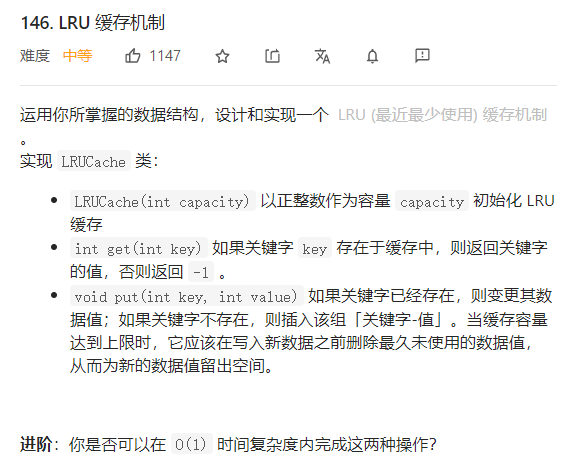 146. LRU 缓存机制
难度 中等 1147
运用你所掌握的数据结构，设计和实现一个 LRU (最近最少使用) 缓存机制
。
实现 LRUCache 类：
LRUCache(int capacity) 以正整数作为容量 capacity 初始化 LRU
缓存
int get(int key) 如果关键字 key 存在于缓存中，则返回关键字
的值，否则返回 -1 。
void put(int key, int value) 如果关键字已经存在，则变更其数
据值；如果关键字不存在，则插入该组「关键字-值」。当缓存容量
达到上限时，它应该在写入新数据之前删除最久未使用的数据值，
从而为新的数据值留出空间。
进阶：你是否可以在 O(1) 时间复杂度内完成这两种操作？